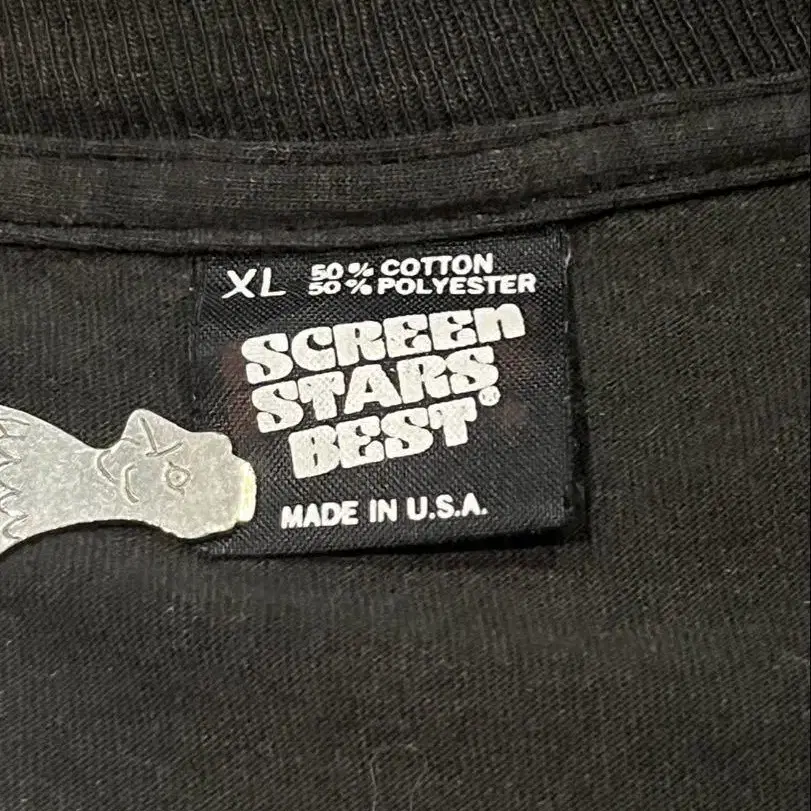 XL 50% COTTON
50% POLYESTER
SCREEN
STARS
BEST®
MADE IN U.S.A.